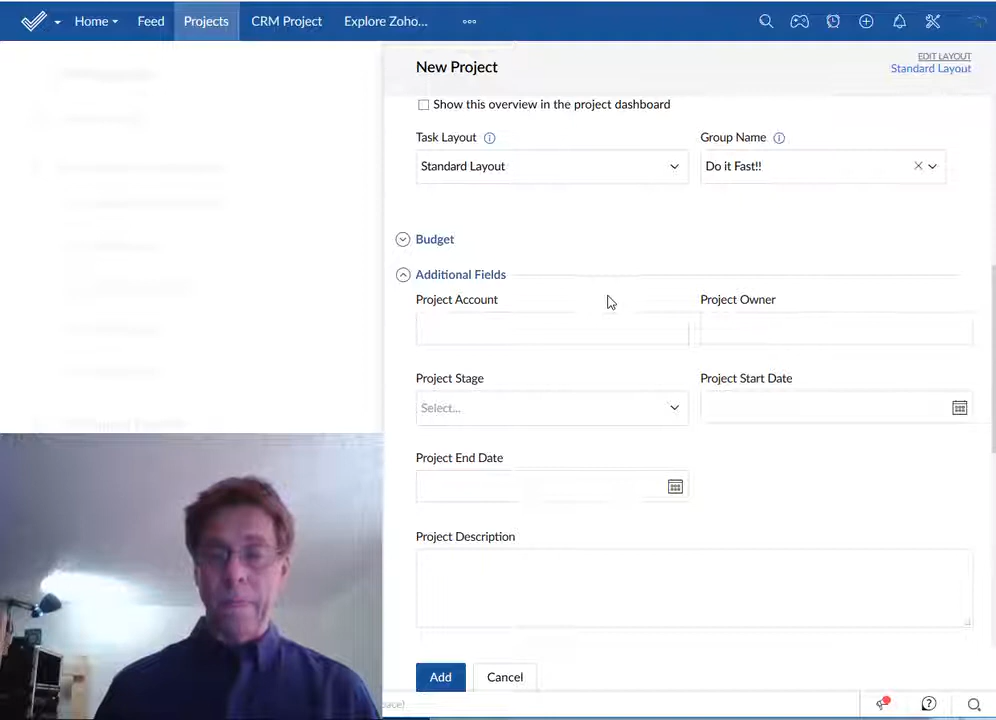 Home Feed Projects CRM Project Explore Zoho...
New Project
EDIT LAYOUT
Standard Layout
Show this overview in the project dashboard
Task Layout Group Name
Standard Layout Do it Fast!!
Budget
Additional Fields
Project Account Project Owner
Project Stage Project Start Date
Select...
Project End Date
Project Description
Add Cancel